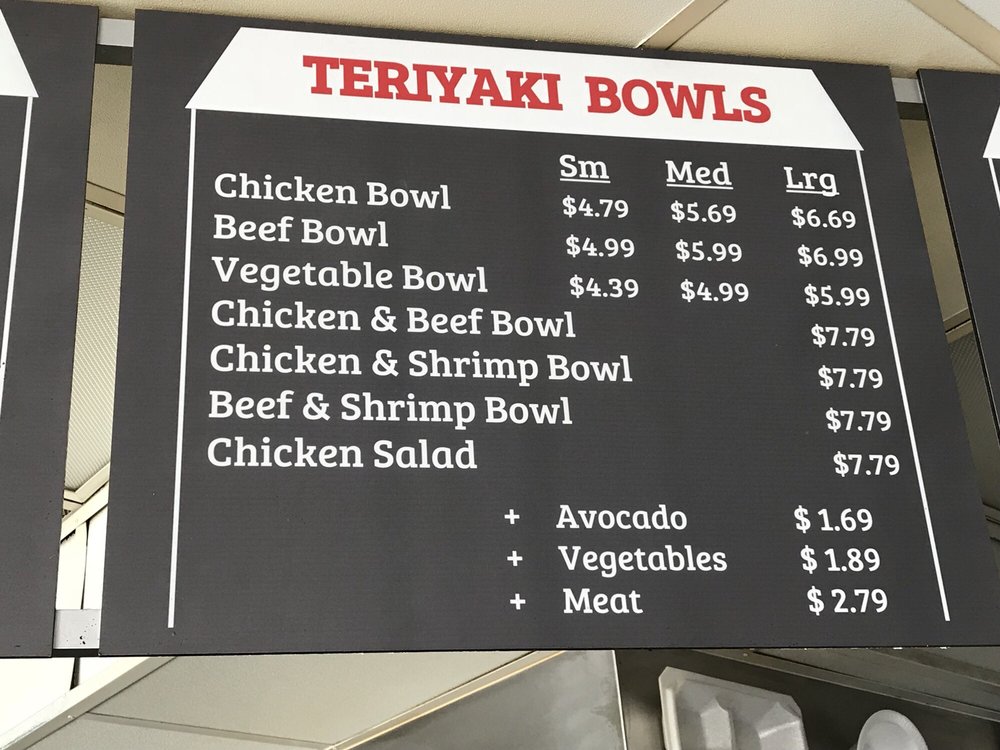 TERIYAKI BOWLS
Sm Med Lrg
Chicken Bowl $4.79 $5.69 $6.69
Beef Bowl $4.99 $5.99 $6.99
Vegetable Bowl $4.39 $4.99 $5.99
Chicken & Beef Bowl $7.79
Chicken & Shrimp Bowl $7.79
Beef & Shrimp Bowl $7.79
Chicken Salad $7.79
+ Avocado $ 1.69
+ Vegetables $ 1.89
+ Meat $ 2.79